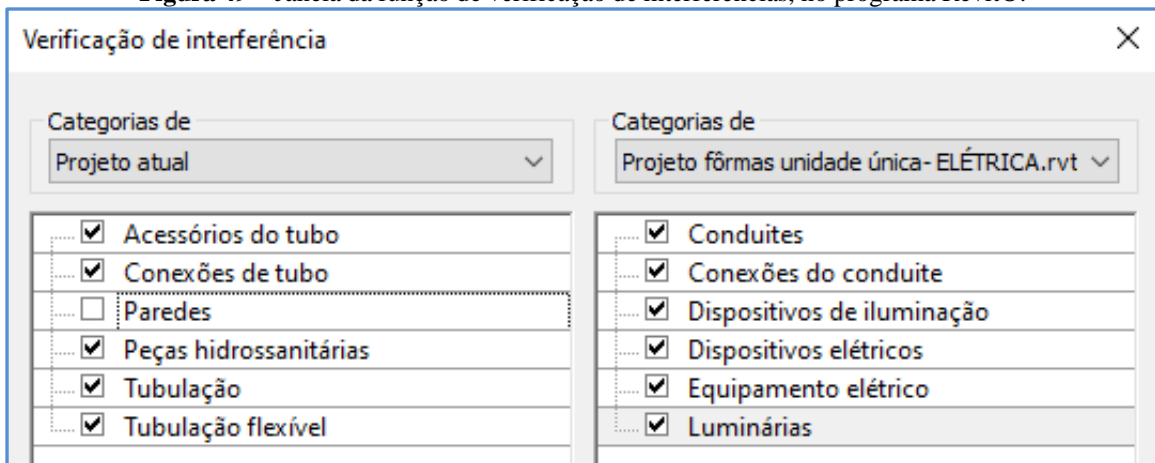 Verificação de interferência
Categorias de
Projeto atual
Acessórios do tubo
Conexões de tubo
Paredes
Peças hidrossanitárias
Tubulação
Tubulação flexível
Categorias de
Projeto fôrmas unidade única- ELÉTRICA.rvt
Conduites
Conexões do conduite
Dispositivos de iluminação
Dispositivos elétricos
Equipamento elétrico
Luminárias